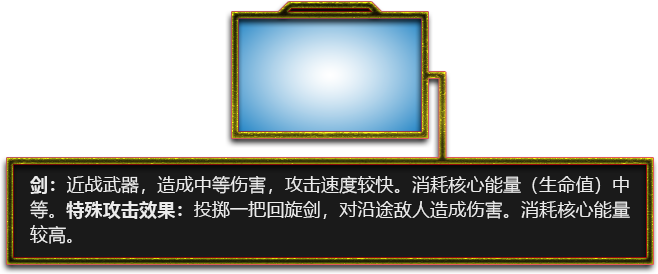 剑：近战武器，造成中等伤害，攻击速度较快。消耗核心能量（生命值）中
等。特殊攻击效果：投掷一把回旋剑，对沿途敌人造成伤害。消耗核心能量
较高。